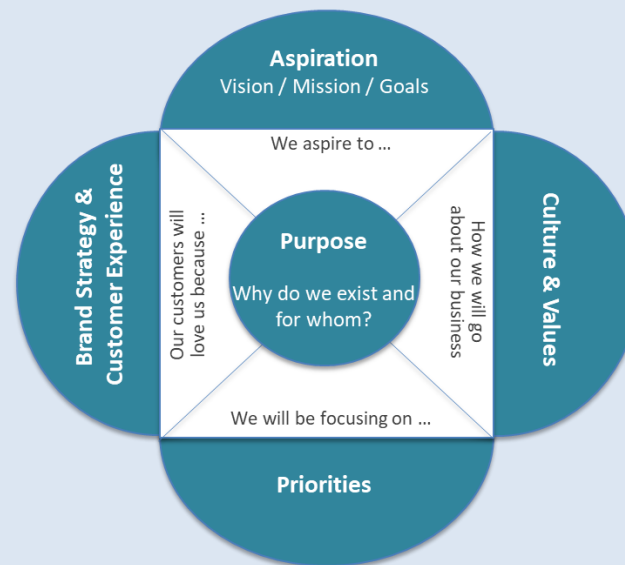 Aspiration
Vision / Mission / Goals
We aspire to ...
Brand Strategy &
Customer Experience
Our customers will
love us because ...
Purpose
Why do we exist and
for whom?
How we will go
about our business
Culture & Values
We will be focusing on ...
Priorities